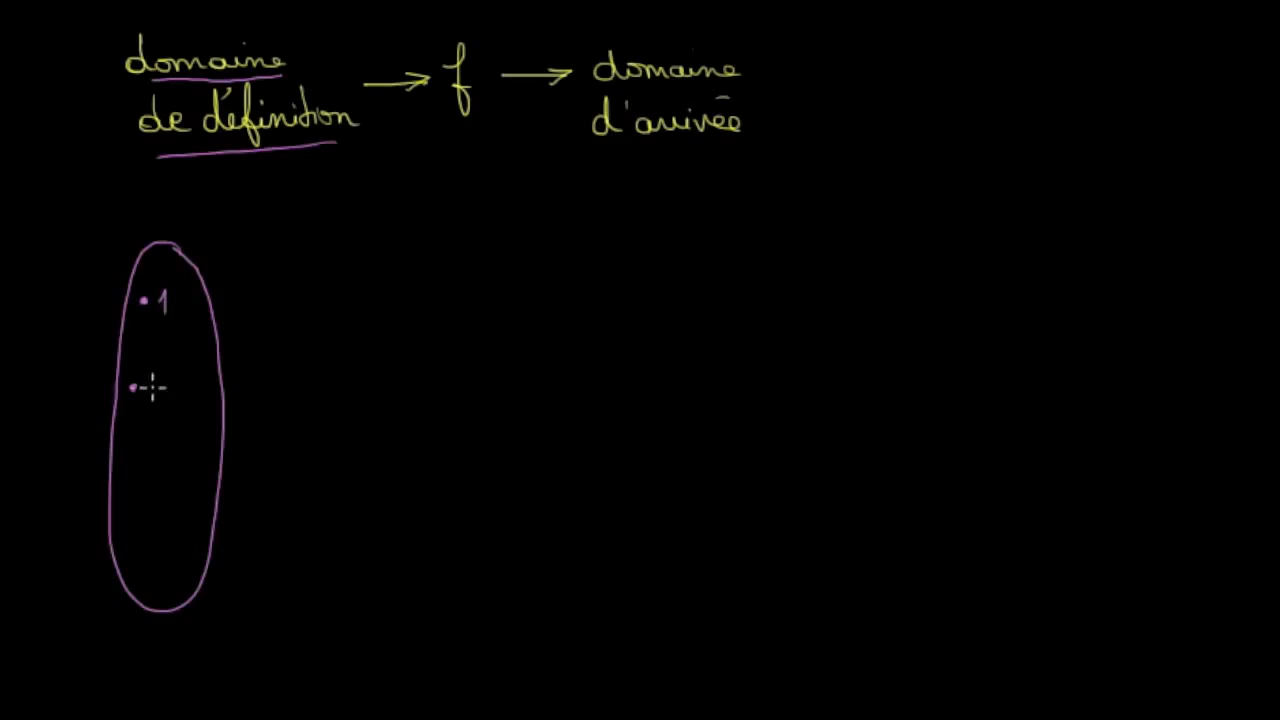 domaine
de définition → f → domaine
d'arrivée
1